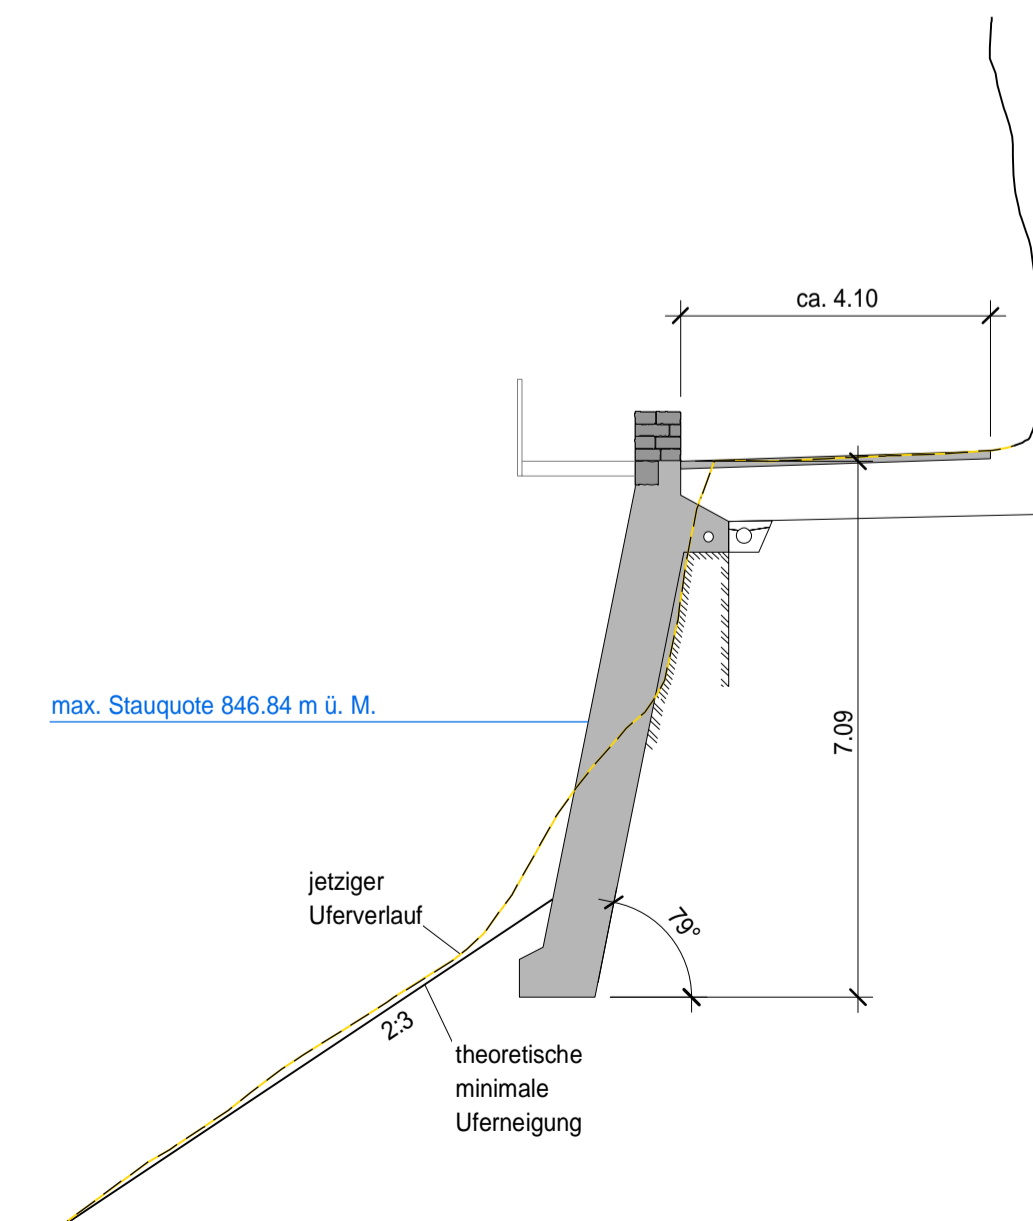 ca. 4.10
max. Stauquote 846.84 m ü. M.
7.09
jetziger
Uferverlauf
79°
2:3
theoretische
minimale
Uferneigung